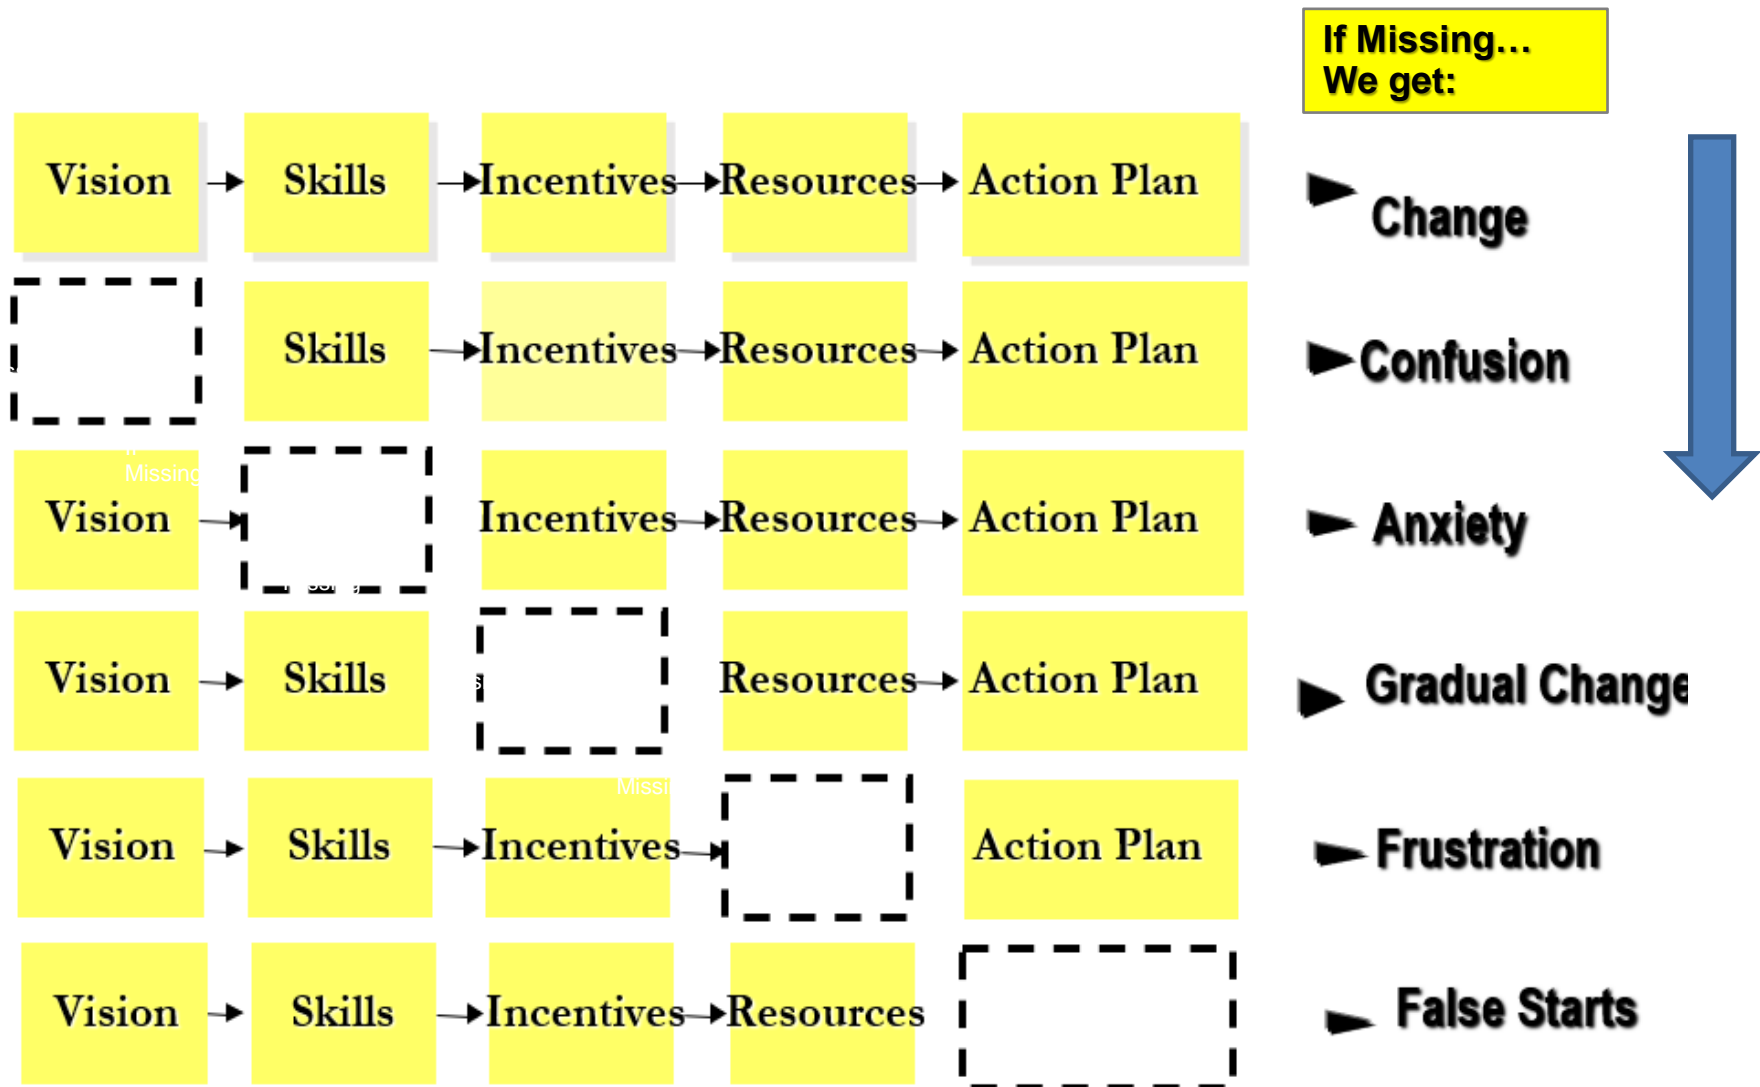 If Missing…
We get:
Vision Skills Incentives Resources Action Plan Change
Skills Incentives Resources Action Plan Confusion
Missing
Vision Incentives Resources Action Plan Anxiety
Missing
Vision Skills Resources Action Plan Gradual Change
Vision Skills Incentives Action Plan Frustration
Vision Skills Incentives Resources False Starts